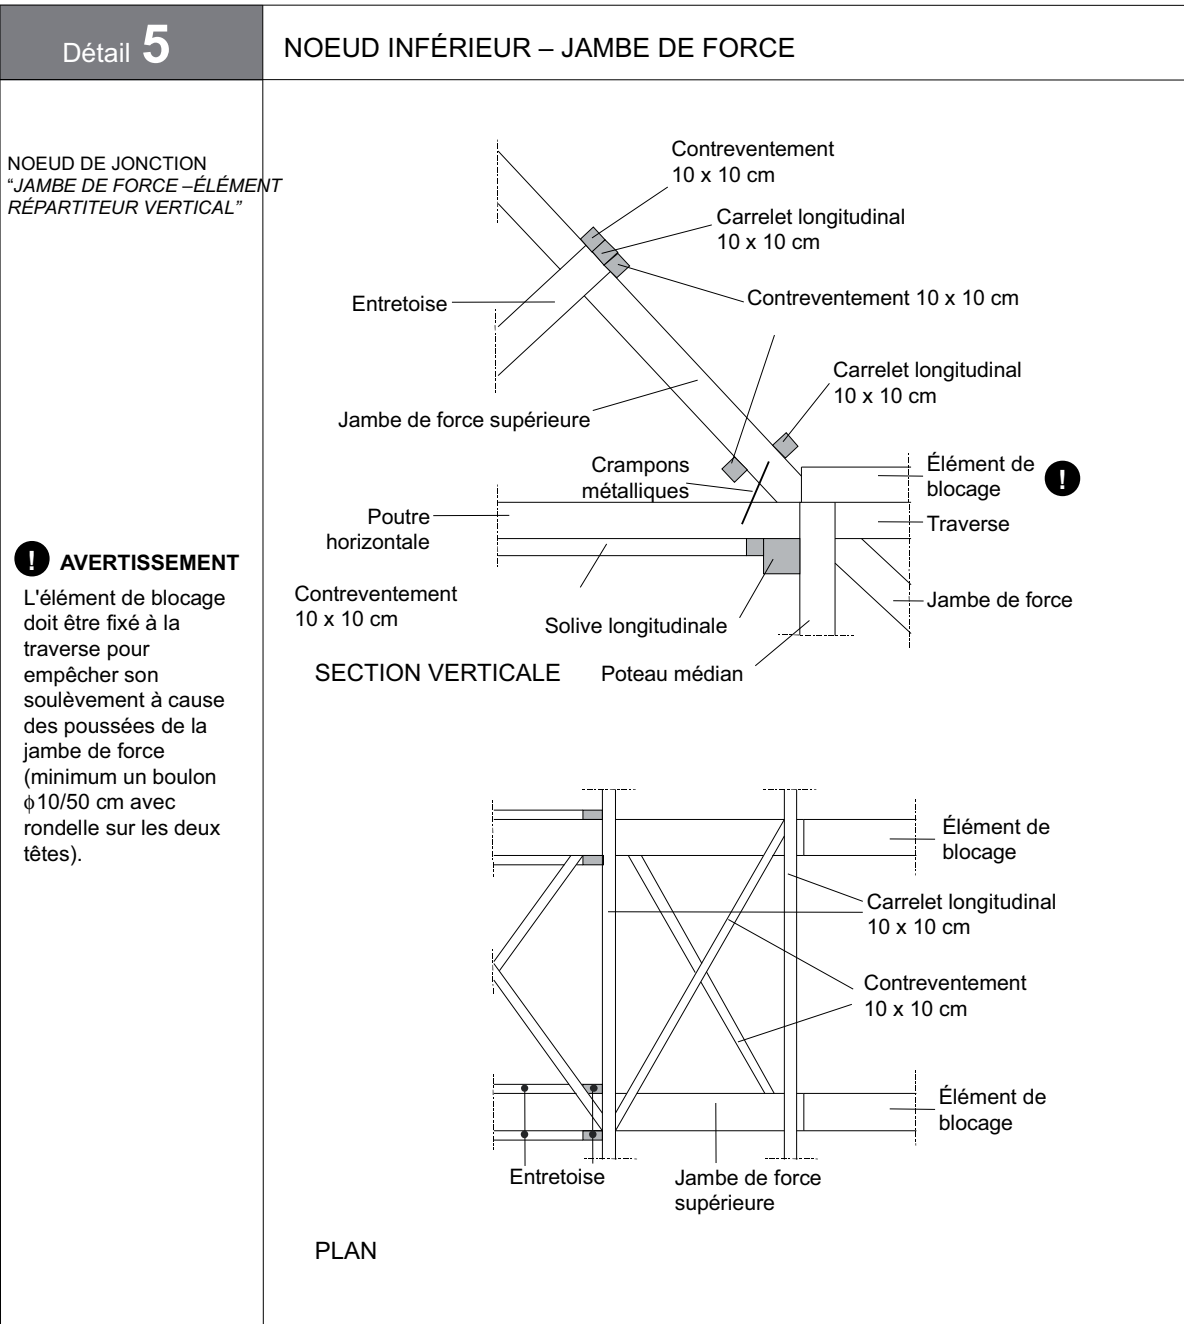 Détail 5
NOEUD INFÉRIEUR – JAMBE DE FORCE
NOEUD DE JONCTION
“JAMBE DE FORCE –ÉLÉMENT
RÉPARTITEUR VERTICAL”
! AVERTISSEMENT
L'élément de blocage
doit être fixé à la
traverse pour
empêcher son
soulèvement à cause
des poussées de la
jambe de force
(minimum un boulon
ϕ10/50 cm avec
rondelle sur les deux
têtes).
Contreventement
10 x 10 cm
Carrelet longitudinal
10 x 10 cm
Entretoise
Contreventement 10 x 10 cm
Carrelet longitudinal
10 x 10 cm
Jambe de force supérieure
Crampons
métalliques
Élément de
blocage
!
Poutre
horizontale
Traverse
Contreventement
10 x 10 cm
Solive longitudinale
Jambe de force
SECTION VERTICALE
Poteau médian
Élément de
blocage
Carrelet longitudinal
10 x 10 cm
Contreventement
10 x 10 cm
Élément de
blocage
Entretoise
Jambe de force
supérieure
PLAN